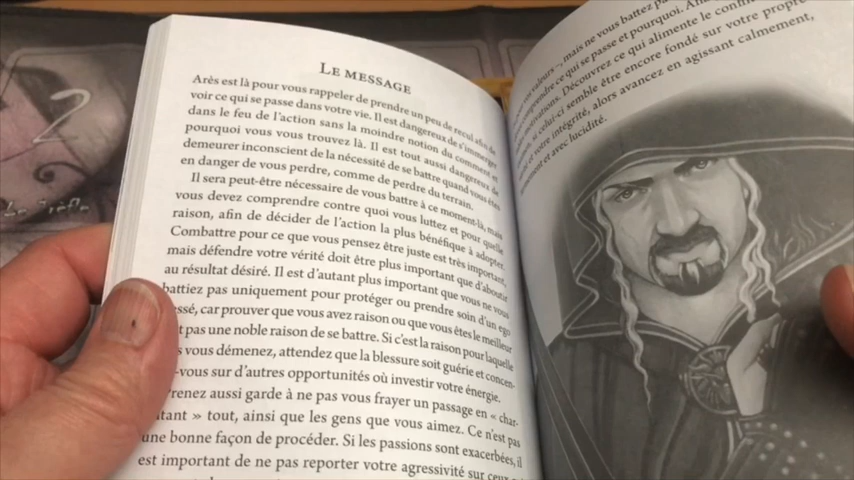 2
Le Trèfle
LE MESSAGE
Arès est là pour vous rappeler de prendre un peu de recul afin de
voir ce qui se passe dans votre vie. Il est dangereux de s'immerger
dans le feu de l'action sans la moindre notion du comment et
pourquoi vous vous trouvez là. Il est tout aussi dangereux de
demeurer inconscient de la nécessité de se battre quand vous êtes
en danger de vous perdre, comme de perdre du terrain.
Il sera peut-être nécessaire de vous battre à ce moment-là, mais
vous devez comprendre contre quoi vous luttez et pour quelle
raison, afin de décider de l'action la plus bénéfique à adopter.
Combattre pour ce que vous pensez être juste est très important,
mais défendre votre vérité doit être plus important que d'aboutir
au résultat désiré. Il est d'autant plus important que vous ne vous
battiez pas uniquement pour protéger ou prendre soin d'un ego
essé, car prouver que vous avez raison ou que vous êtes le meilleur
t pas une noble raison de se battre. Si c'est la raison pour laquelle
s vous démenez, attendez que la blessure soit guérie et concen-
-vous sur d'autres opportunités où investir votre énergie.
renez aussi garde à ne pas vous frayer un passage en « char-
tant » tout, ainsi que les gens que vous aimez. Ce n'est pas
une bonne façon de procéder. Si les passions sont exacerbées, il
est important de ne pas reporter votre agressivité sur ceux
vos valeurs –, mais ne vous battez pas
comprendre ce qui se passe et pourquoi.
motivations. Découvrez ce qui alimente le conflit
si celui-ci semble être encore fondé sur votre propre
et votre intégrité, alors avancez en agissant calmement,
et avec lucidité.